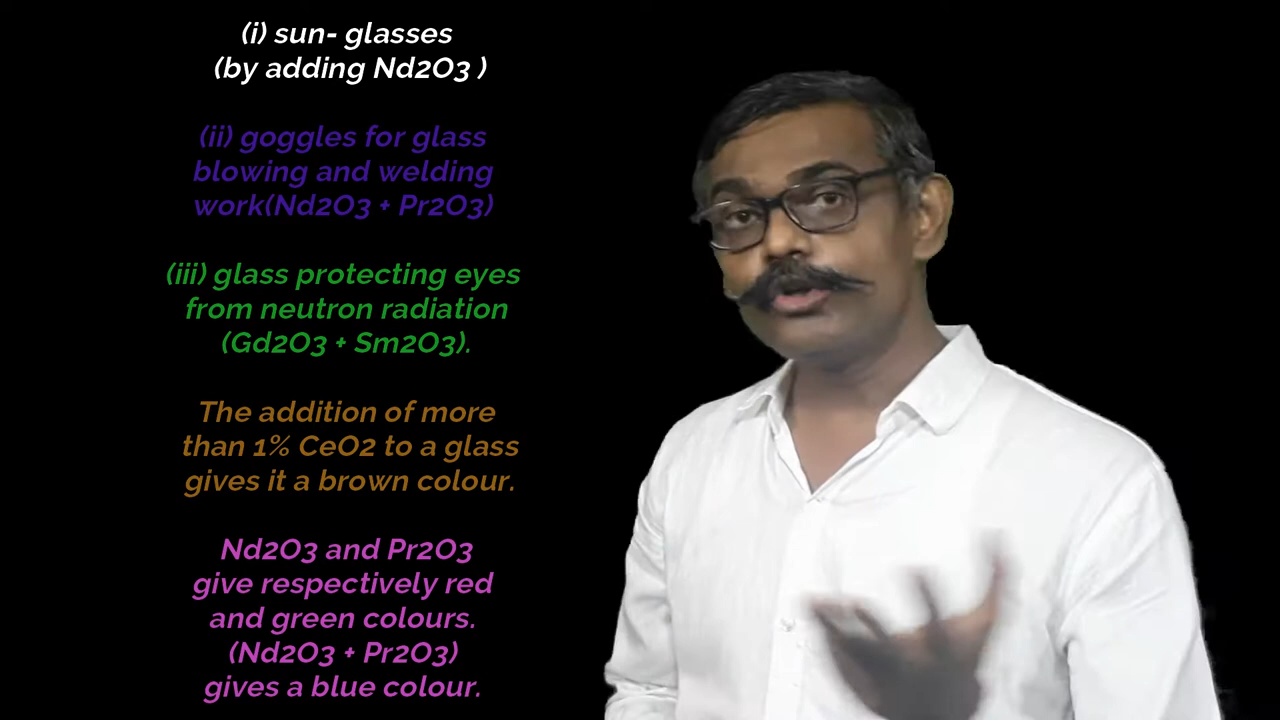 (i) sun- glasses
(by adding Nd2O3 )
(ii) goggles for glass
blowing and welding
work(Nd2O3 + Pr2O3)
(iii) glass protecting eyes
from neutron radiation
(Gd2O3 + Sm2O3).
The addition of more
than 1% CeO2 to a glass
gives it a brown colour.
Nd2O3 and Pr2O3
give respectively red
and green colours.
(Nd2O3 + Pr2O3)
gives a blue colour.